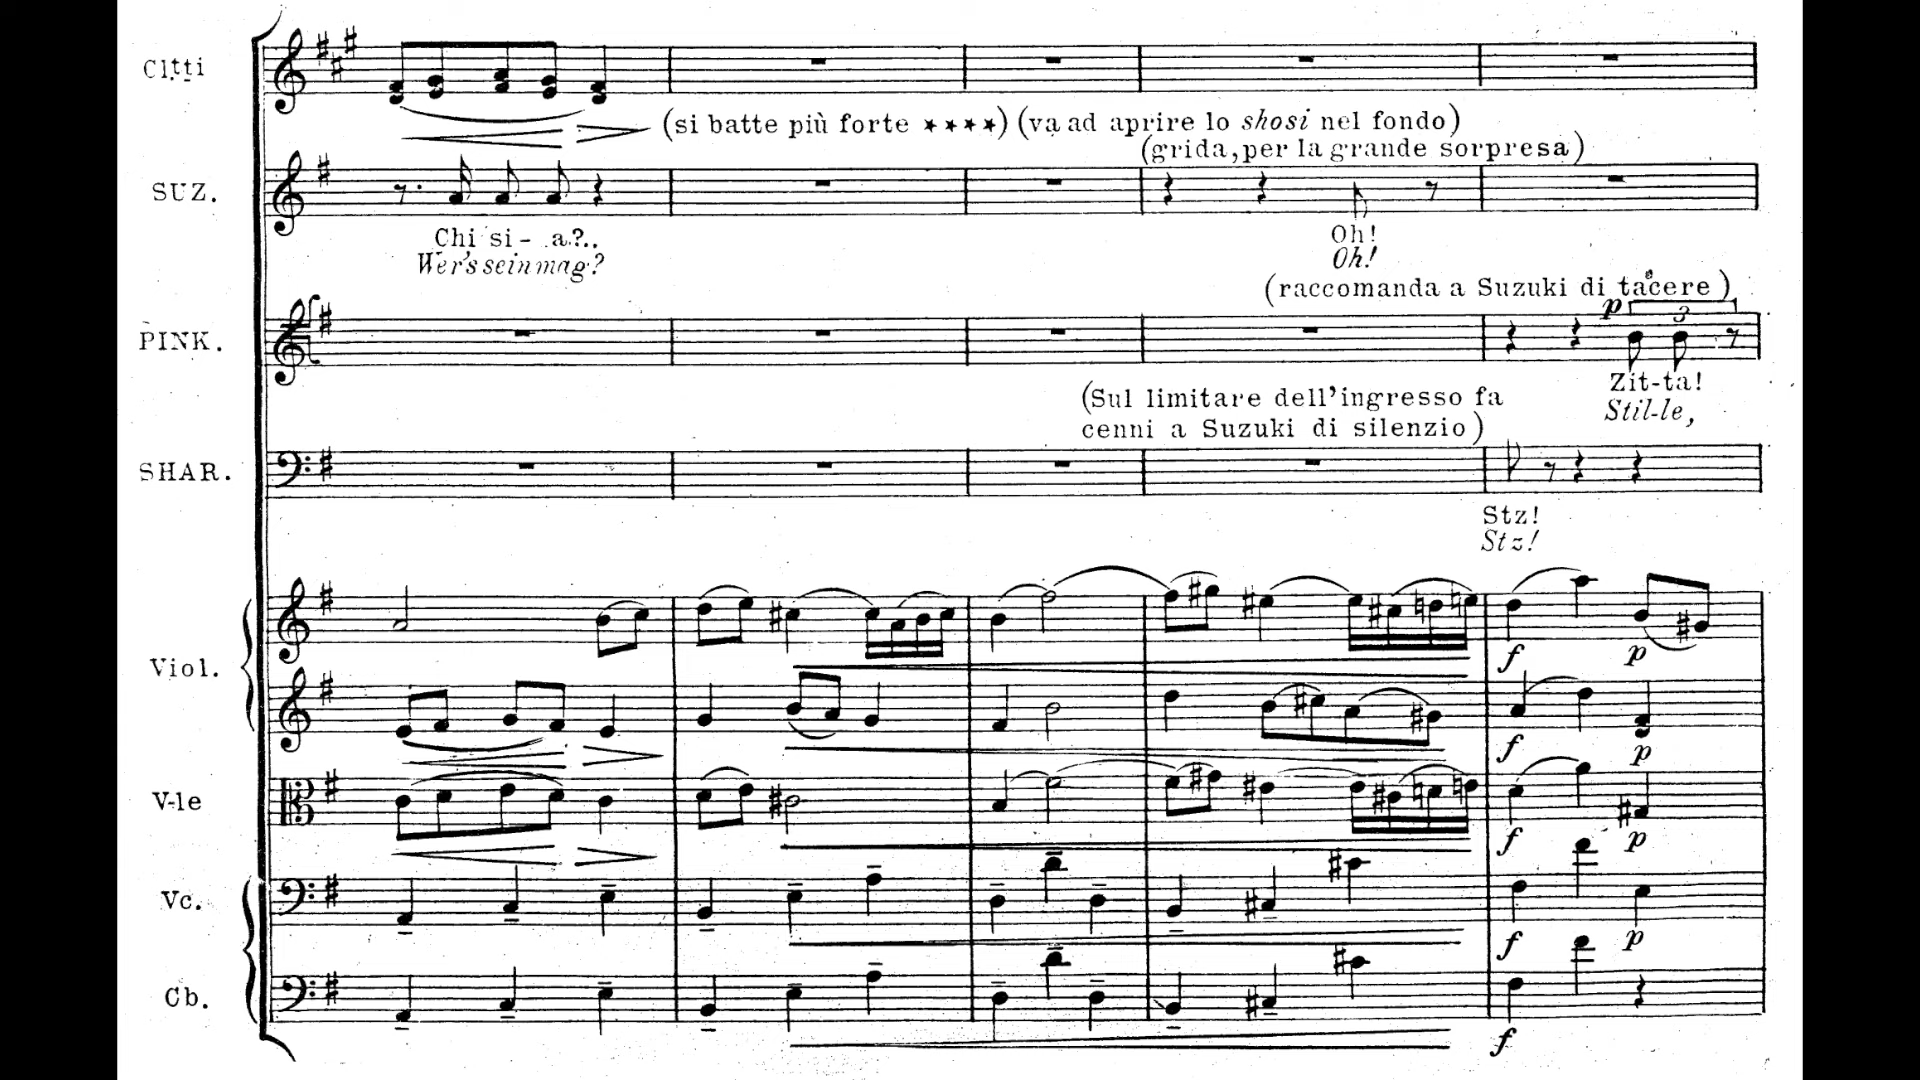 Cltti
(si batte più forte ★★★★) (va ad aprire lo shosi nel fondo)
(grida, per la grande sorpresa)
SUZ.
Chi si - a?..
Wer's sein mag?
Oh!
Oh!
(raccomanda a Suzuki di tacere)
p
3
PINK.
Zit-ta!
Stil-le,
(Sul limitare dell'ingresso fa
cenni a Suzuki di silenzio)
SHAR.
Stz!
Stz!
Viol.
f p
f p
V-le
f p
Vc.
f p
Cb.
f